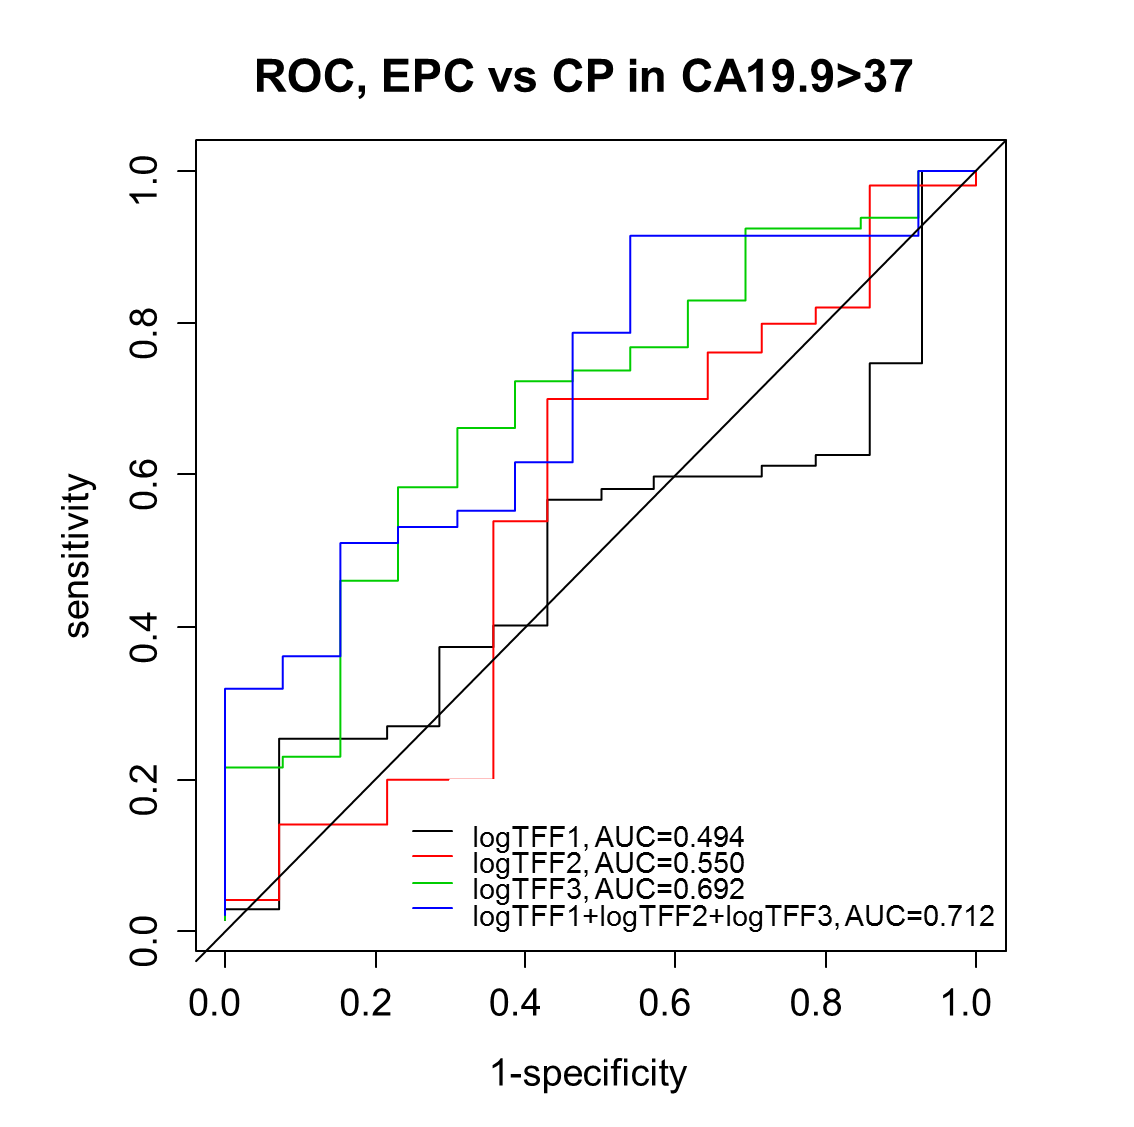 ROC, EPC vs CP in CA19.9>37
1.0
0.8
0.6
0.4
0.2
0.0
sensitivity
logTFF1, AUC=0.494
logTFF2, AUC=0.550
logTFF3, AUC=0.692
logTFF1+logTFF2+logTFF3, AUC=0.712
0.0 0.2 0.4 0.6 0.8 1.0
1-specificity